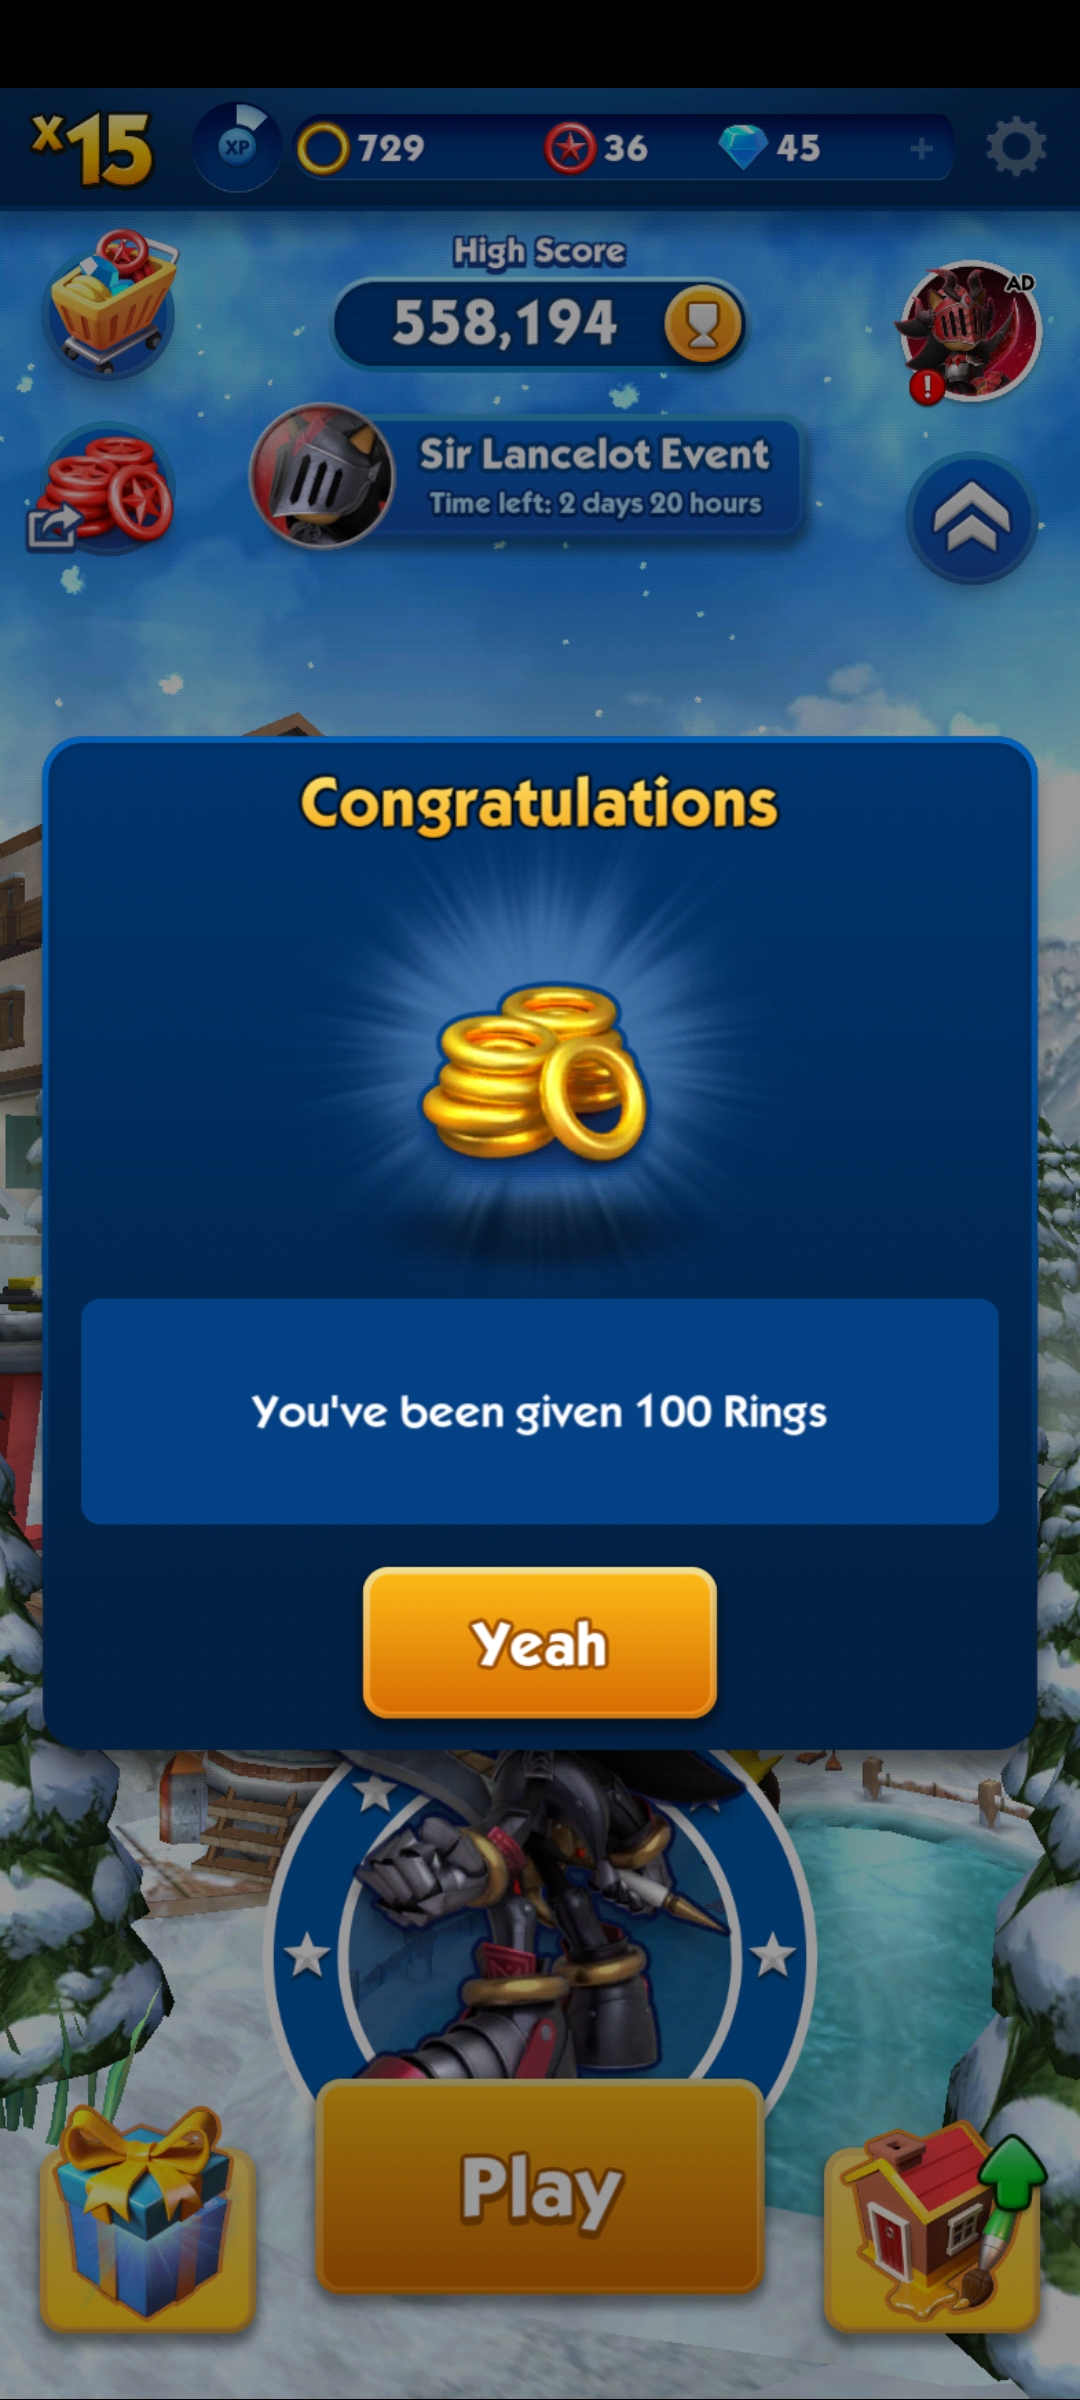 x15
XP
729
36
45
+
High Score
558,194
AD
!
Sir Lancelot Event
Time left: 2 days 20 hours
Congratulations
You've been given 100 Rings
Yeah
Play